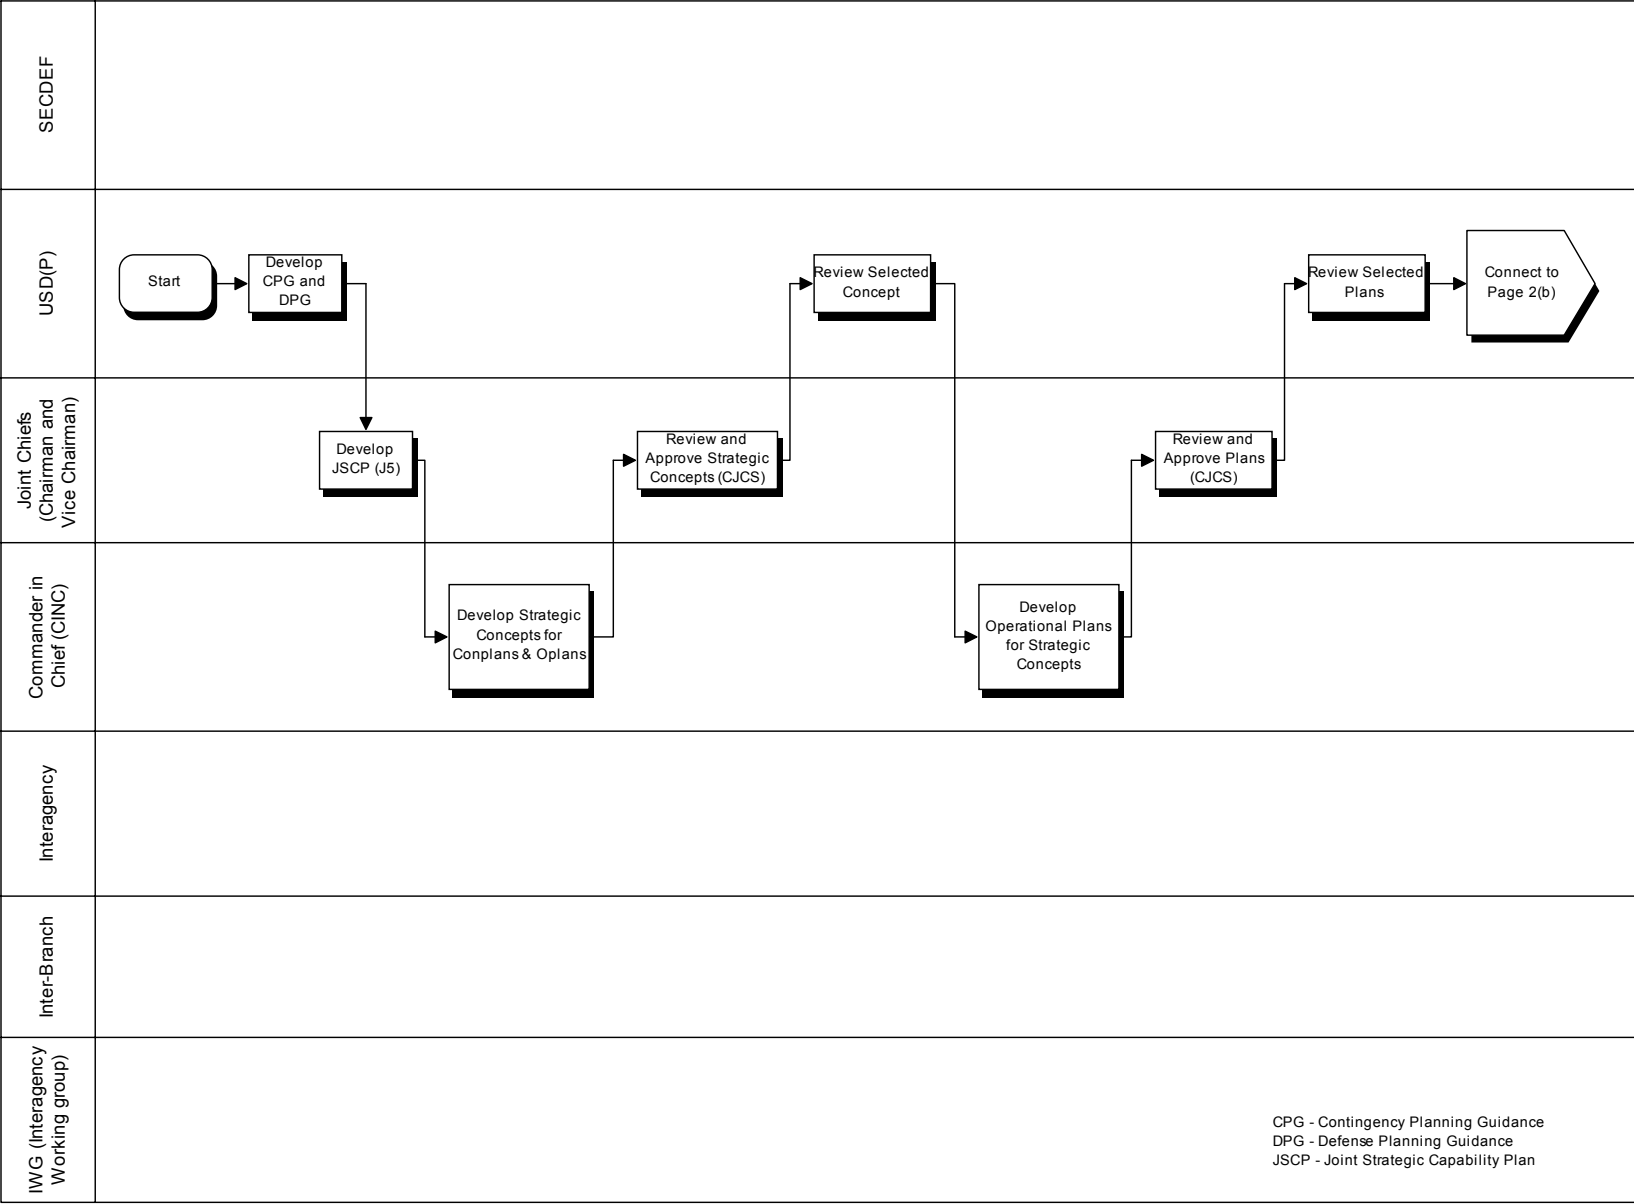 SECDEF
USD(P)
Start
Develop
CPG and
DPG
Review Selected
Concept
Review Selected
Plans
Connect to
Page 2(b)
Joint Chiefs
(Chairman and
Vice Chairman)
Develop
JSCP (J5)
Review and
Approve Strategic
Concepts (CJCS)
Review and
Approve Plans
(CJCS)
Commander in
Chief (CINC)
Develop Strategic
Concepts for
Conplans & Oplans
Develop
Operational Plans
for Strategic
Concepts
Interagency
Inter-Branch
IWG (Interagency
Working group)
CPG - Contingency Planning Guidance
DPG - Defense Planning Guidance
JSCP - Joint Strategic Capability Plan